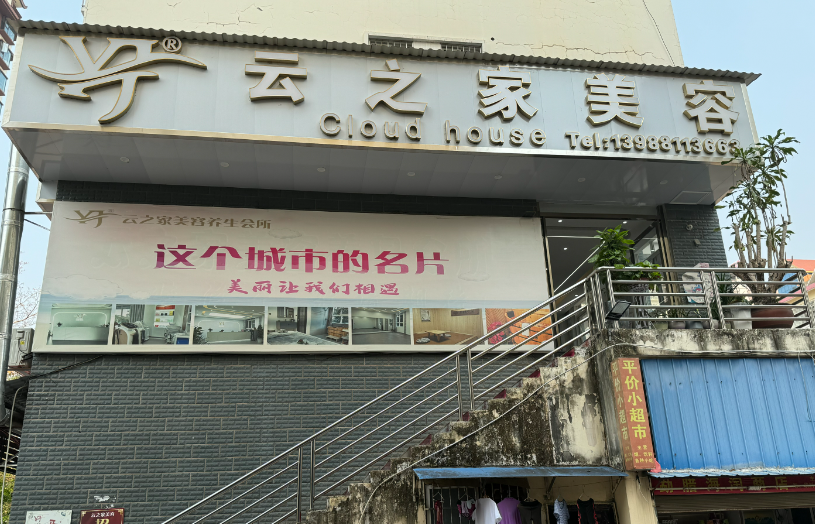 YJ®
云之家美容
Cloud house Tel:13988113663
云之家美容养生会所
这个城市的名片
美丽让我们相遇
平价小超市